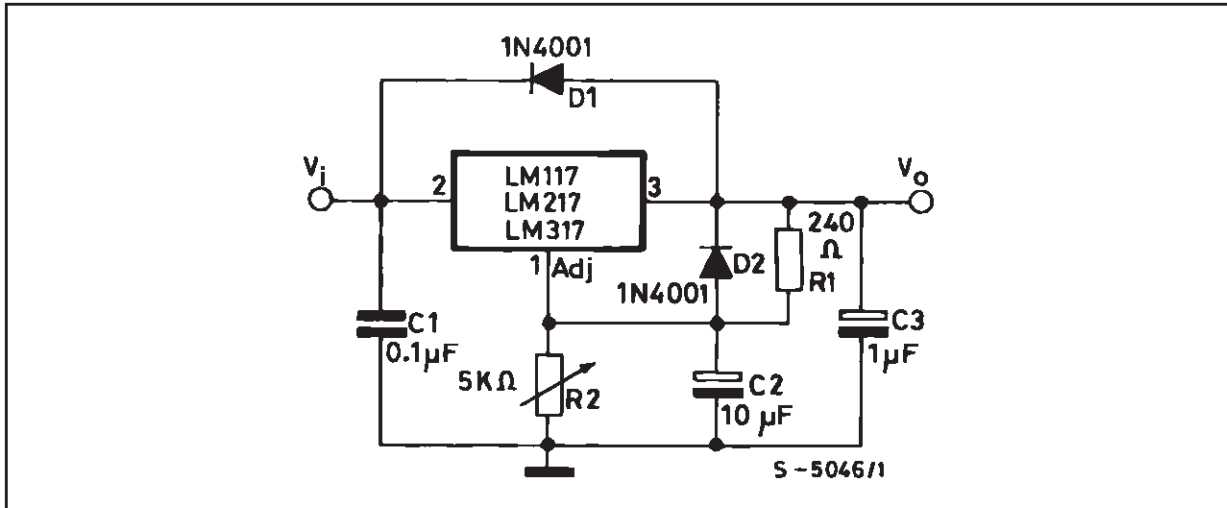 1N4001
D1
Vi
2
LM117
LM217
LM317
3
Vo
1 Adj
D2
1N4001
240
Ω
R1
C1
0.1µF
5KΩ
R2
C2
10 µF
C3
1µF
S-5046/1